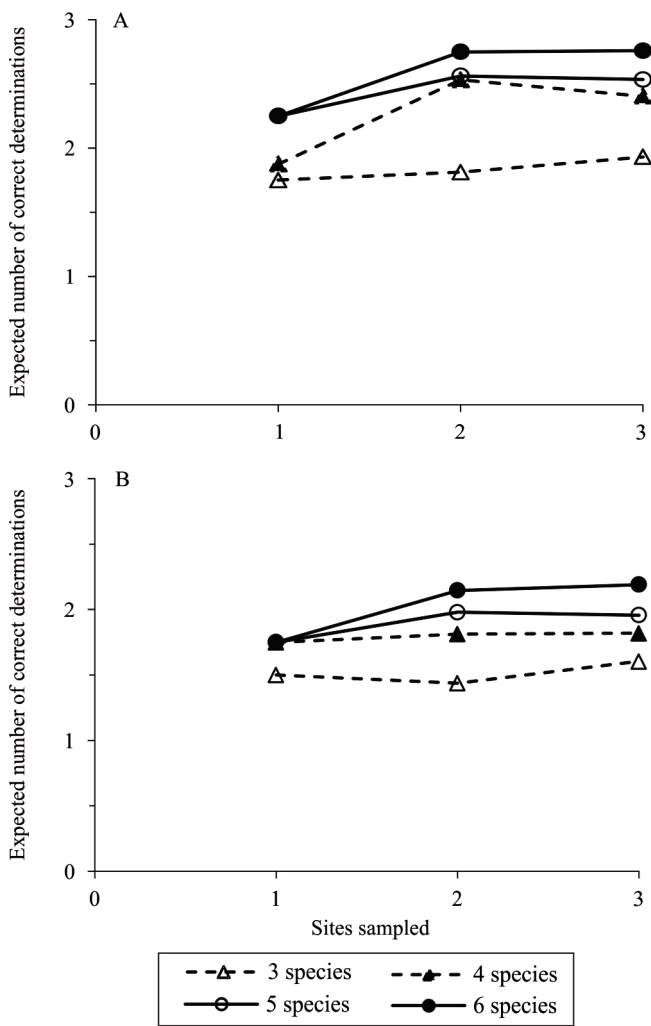 A
Expected number of correct determinations
3
2
1
0
0
1
2
3
B
Expected number of correct determinations
3
2
1
0
0
1
2
3
Sites sampled
3 species
4 species
5 species
6 species